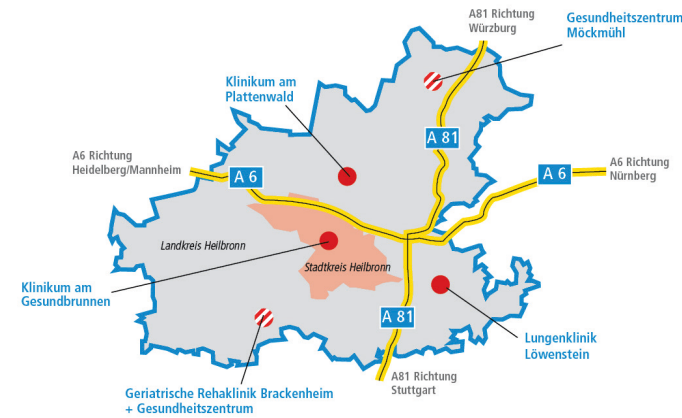 A81 Richtung
Würzburg
Gesundheitszentrum
Möckmühl
Klinikum am
Plattenwald
A 81
A6 Richtung
Heidelberg/Mannheim
A 6
A 6
A6 Richtung
Nürnberg
Landkreis Heilbronn
Stadtkreis Heilbronn
Klinikum am
Gesundbrunnen
A 81
Lungenklinik
Löwenstein
A81 Richtung
Stuttgart
Geriatrische Rehaklinik Brackenheim
+ Gesundheitszentrum